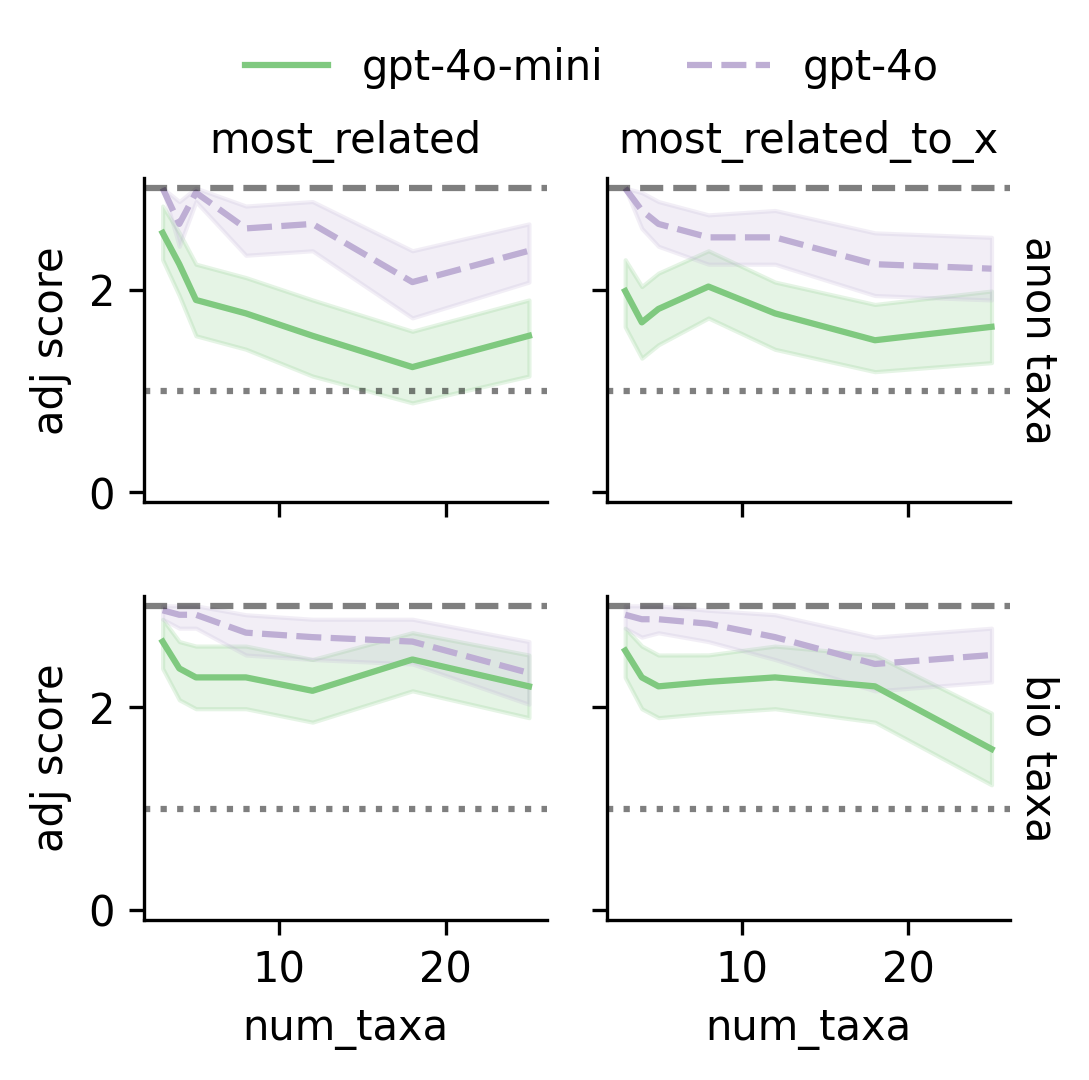 gpt-4o-mini gpt-4o
most_related most_related_to_x
adj score
2
0
anon taxa
adj score
2
0
bio taxa
10 20 10 20
num_taxa num_taxa